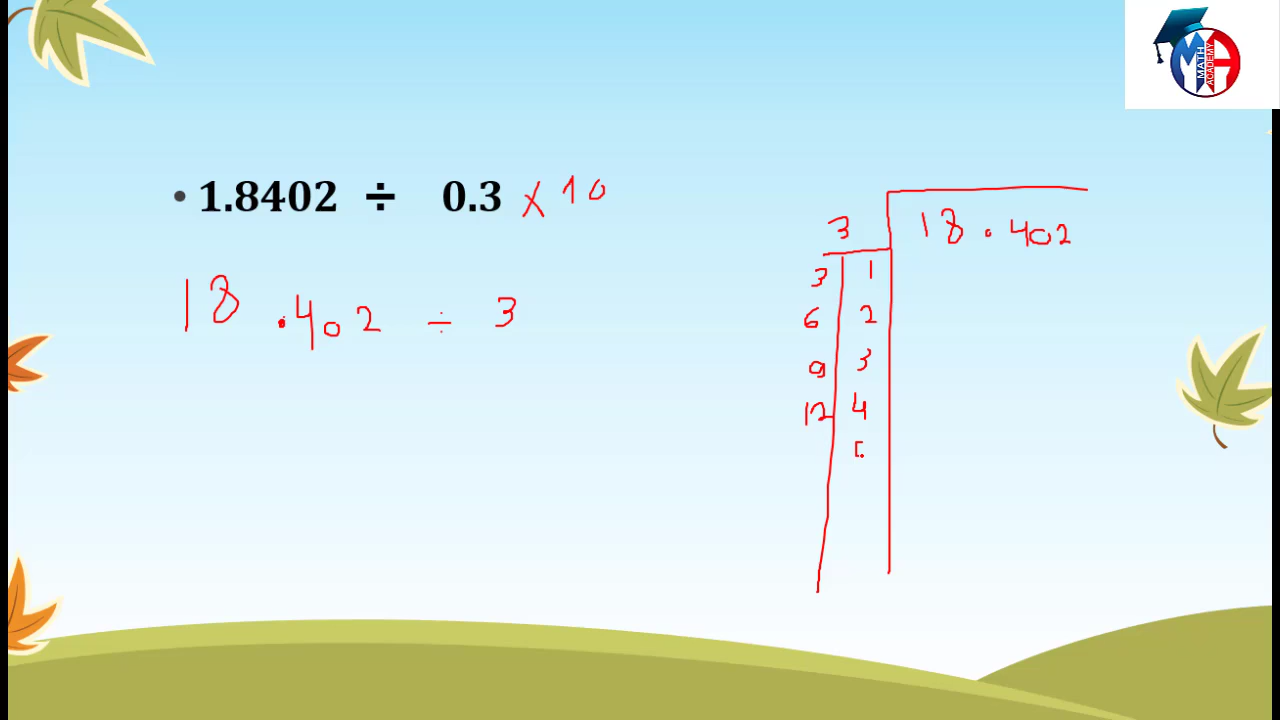 MATH ACADEMY
• 1.8402 ÷ 0.3 × 10
18.402 ÷ 3
3 18.402
3 1
6 2
9 3
12 4